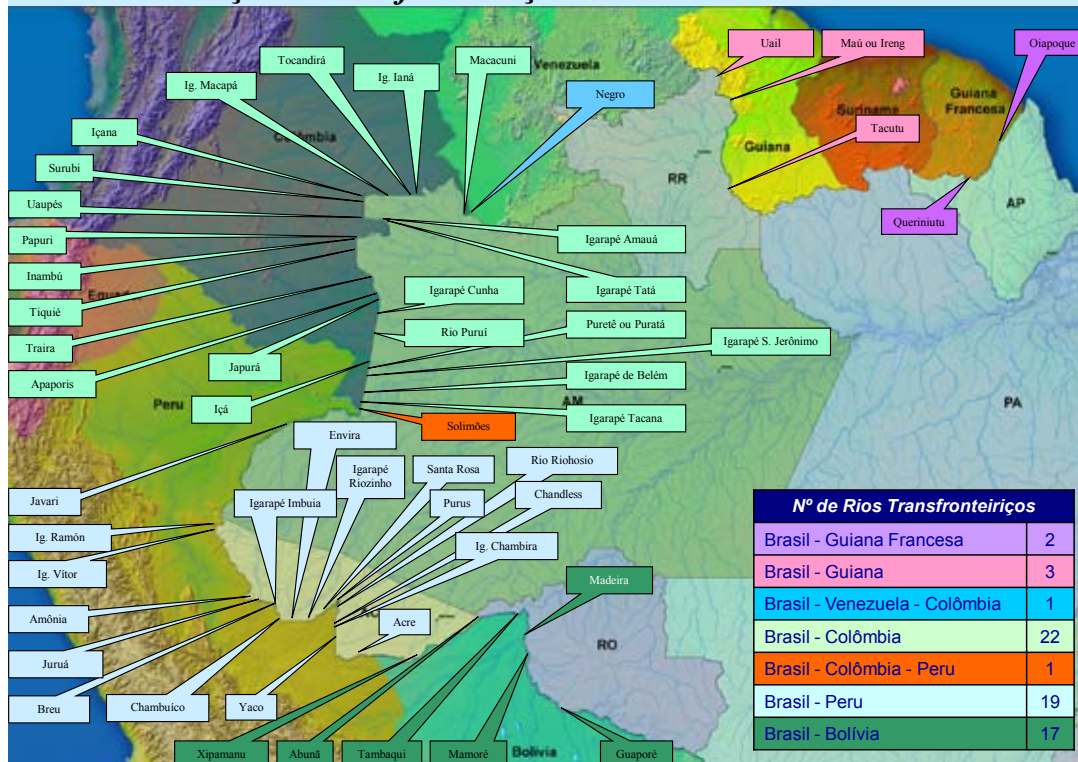 Tocandirá
Ig. Ianá
Macacuni
Venezuela
Uail
Maú ou Ireng
Oiapoque
Ig. Macapá
Negro
Guiana
Francesa
Suriname
Içana
Colômbia
Tacutu
Guiana
Surubi
RR
AP
Uaupés
Queriniutu
Papuri
Igarapé Amauá
Inambú
Equador
Igarapé Cunha
Igarapé Tatá
Tiquié
Rio Puruí
Puretê ou Puratá
Igarapé S. Jerônimo
Traira
Japurá
Igarapé de Belém
Apaporis
Peru
Içá
AM
PA
Igarapé Tacana
Solimões
Envira
Igarapé
Riozinho
Santa Rosa
Rio Riohosio
Javari
Igarapé Imbuia
Purus
Chandless
Ig. Ramón
Ig. Chambira
Ig. Vítor
Madeira
Amônia
Acre
RO
Juruá
Breu
Chambuíco
Yaco
Xipamanu
Abunã
Tambaqui
Mamoré
Bolívia
Guaporé
Nº de Rios Transfronteiriços
Brasil - Guiana Francesa 2
Brasil - Guiana 3
Brasil - Venezuela - Colômbia 1
Brasil - Colômbia 22
Brasil - Colômbia - Peru 1
Brasil - Peru 19
Brasil - Bolívia 17